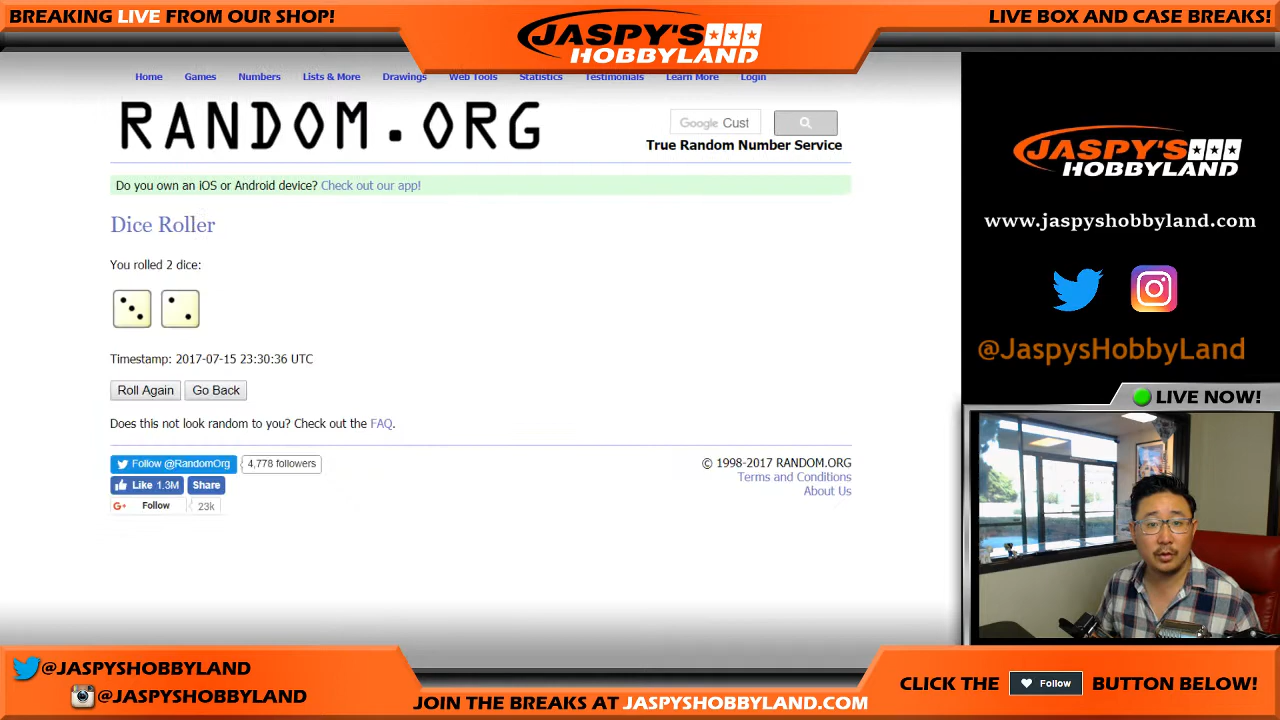 BREAKING LIVE FROM OUR SHOP!
JASPY'S
HOBBYLAND
LIVE BOX AND CASE BREAKS!
Home Games Numbers Lists & More Drawings Web Tools Statistics Testimonials Learn More Login
RANDOM.ORG
Google Cust
True Random Number Service
Do you own an iOS or Android device? Check out our app!
Dice Roller
You rolled 2 dice:
Timestamp: 2017-07-15 23:30:36 UTC
Roll Again Go Back
Does this not look random to you? Check out the FAQ.
Follow @RandomOrg 4,778 followers
Like 1.3M Share
Follow 23k
© 1998-2017 RANDOM.ORG
Terms and Conditions
About Us
JASPY'S
HOBBYLAND
www.jaspyshobbyland.com
@JaspysHobbyLand
LIVE NOW!
@JASPYSHOBBYLAND
@JASPYSHOBBYLAND
JOIN THE BREAKS AT JASPYSHOBBYLAND.COM
CLICK THE Follow BUTTON BELOW!